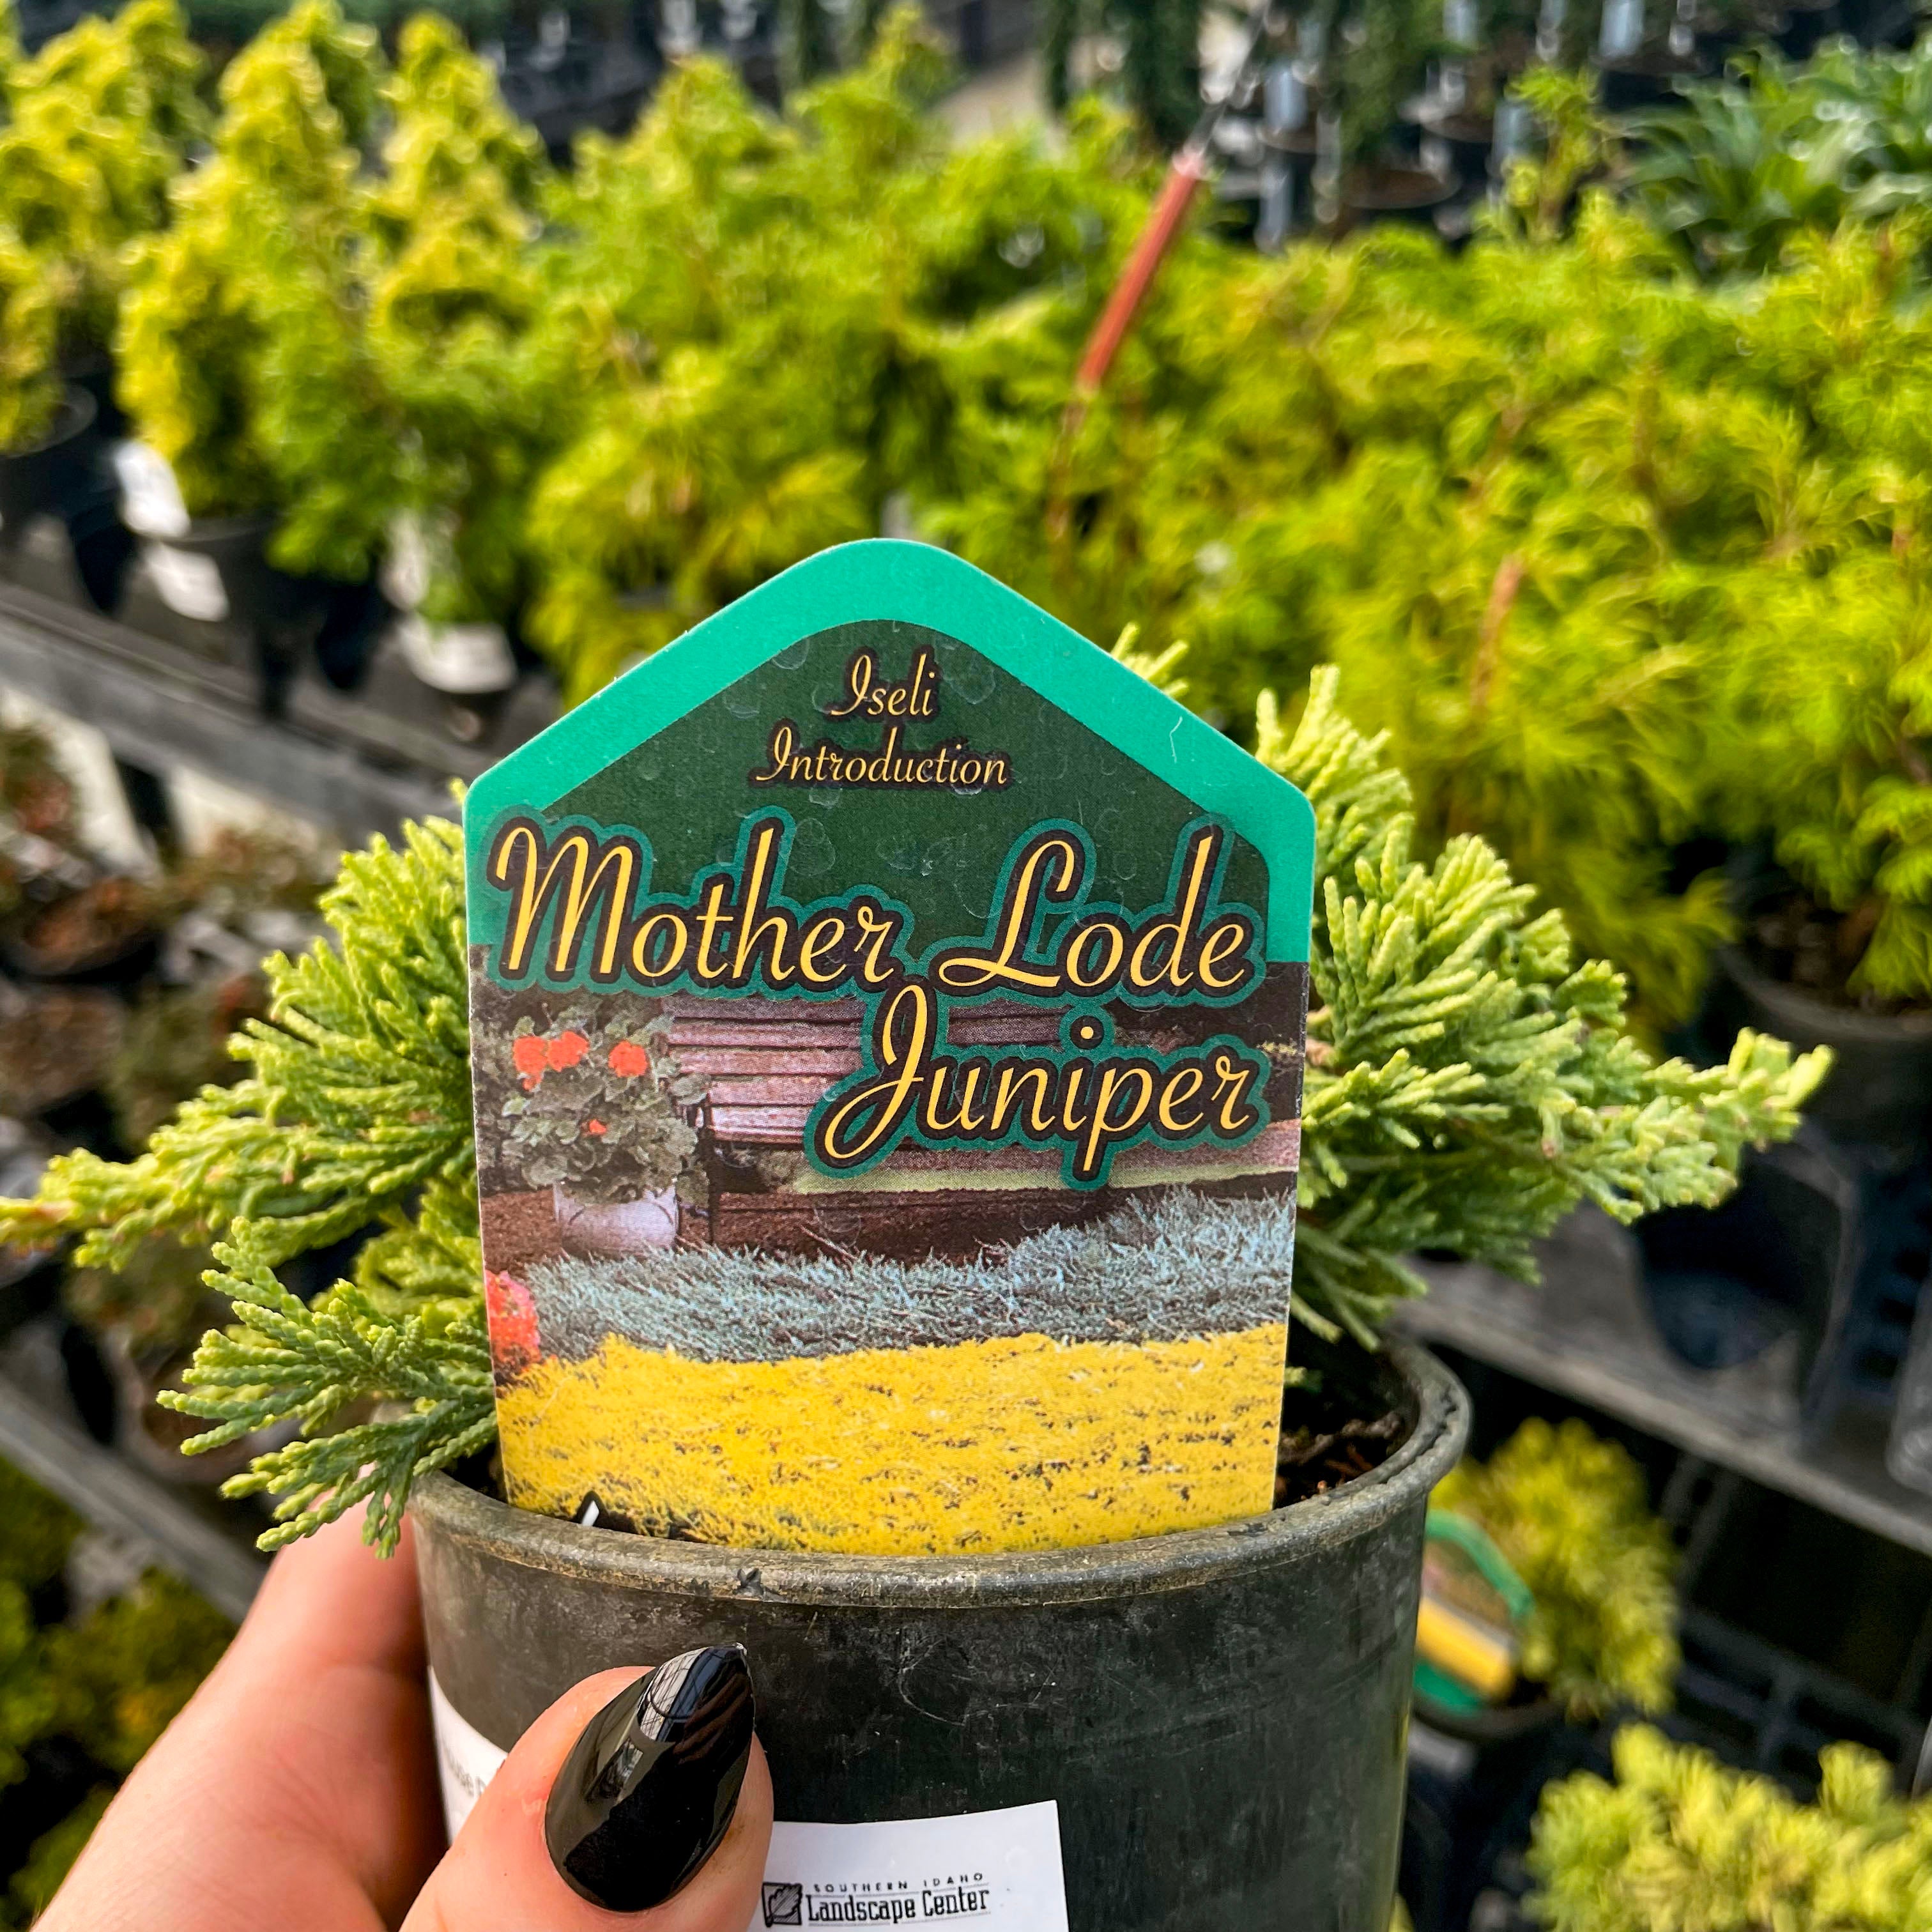 Iseli
Introduction
Mother Lode
Juniper
SOUTHERN IDAHO
Landscape Center